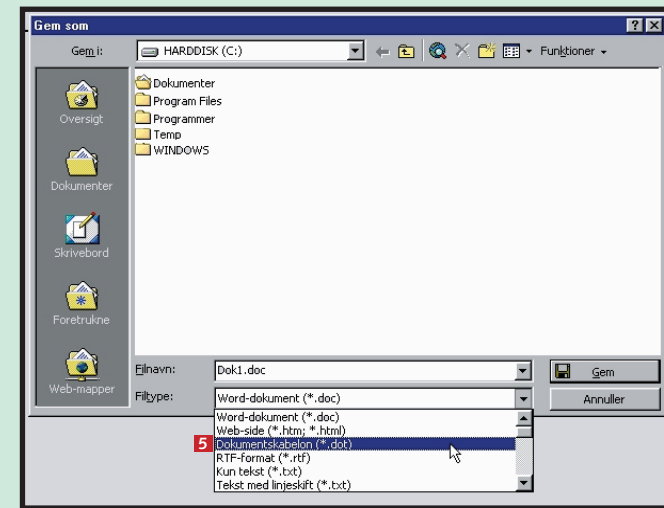 Gem som
Gem i:
HARDDISK (C:)
Funktioner
Oversigt
Dokumenter
Skrivebord
Foretrukne
Web-mapper
Dokumenter
Program Files
Programmer
Temp
WINDOWS
Filnavn:
Dok1.doc
Gem
Filtype:
Word-dokument (*.doc)
Annuller
Word-dokument (*.doc)
Web-side (*.htm; *.html)
5 Dokumentskabelon (*.dot)
RTF-format (*.rtf)
Kun tekst (*.txt)
Tekst med linjeskift (*.txt)